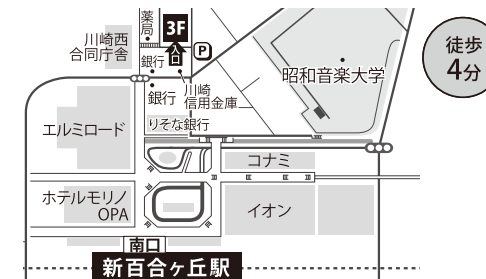 薬局
3F
入口
P
川崎西
合同庁舎
銀行
徒歩
4分
昭和音楽大学
銀行
川崎
信用金庫
りそな銀行
エルミロード
コナミ
ホテルモリノ
OPA
イオン
南口
新百合ヶ丘駅